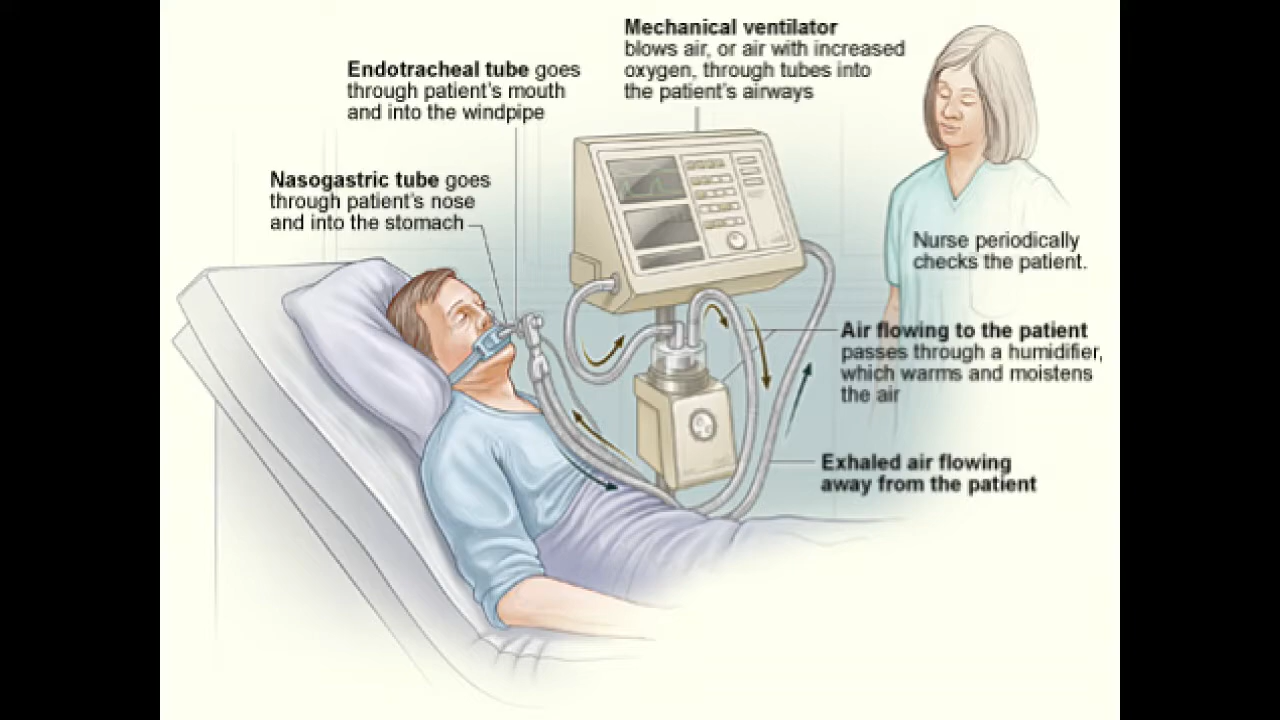 Mechanical ventilator
blows air, or air with increased
oxygen, through tubes into
the patient's airways
Endotracheal tube goes
through patient's mouth
and into the windpipe
Nasogastric tube goes
through patient's nose
and into the stomach
Nurse periodically
checks the patient.
Air flowing to the patient
passes through a humidifier,
which warms and moistens
the air
Exhaled air flowing
away from the patient